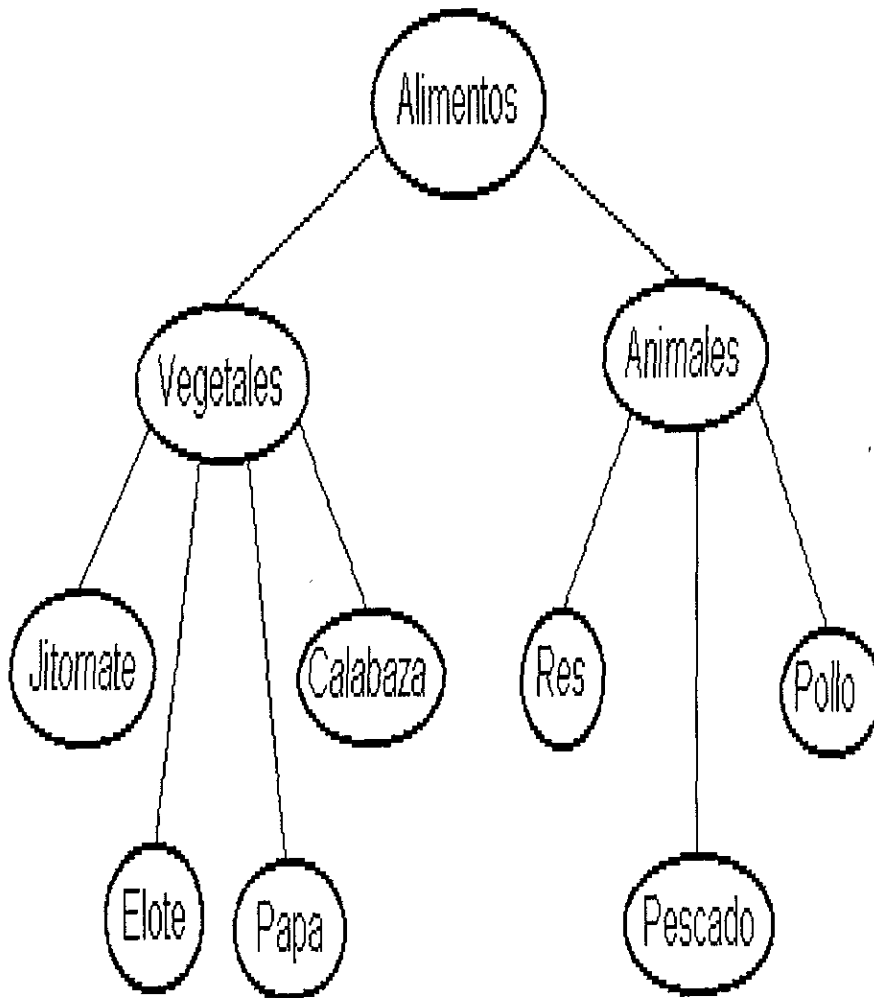 Alimentos
Vegetales
Animales
Jitomate
Calabaza
Res
Pollo
Elote
Papa
Pescado